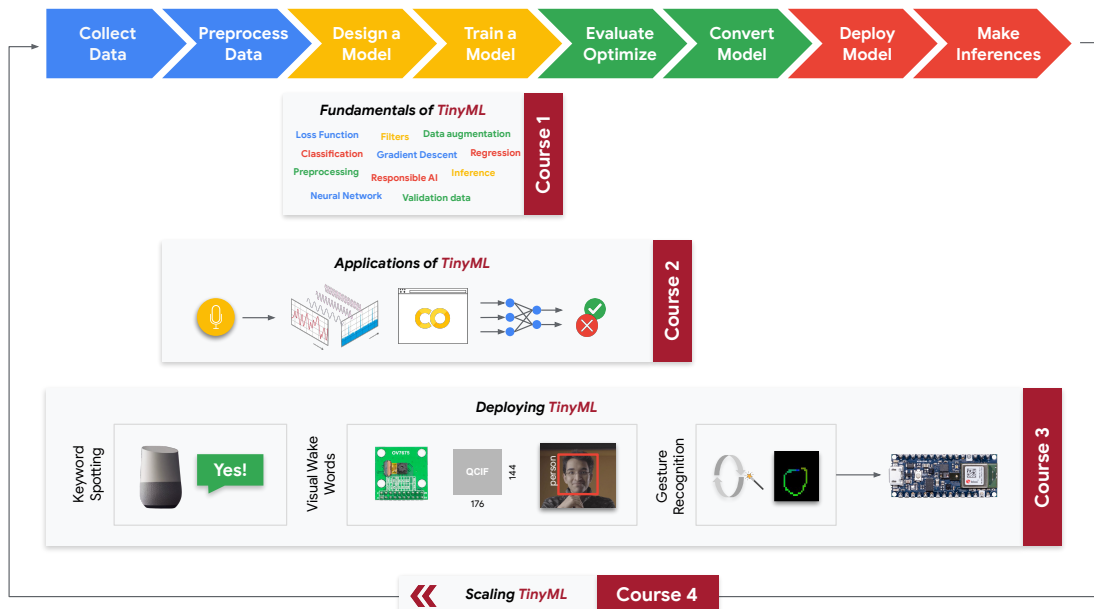 Collect
Data
Preprocess
Data
Design a
Model
Train a
Model
Evaluate
Optimize
Convert
Model
Deploy
Model
Make
Inferences
Fundamentals of TinyML
Loss Function
Filters
Data augmentation
Classification
Gradient Descent
Regression
Preprocessing
Responsible AI
Inference
Neural Network
Validation data
Course 1
Applications of TinyML
Course 2
Deploying TinyML
Keyword
Spotting
Yes!
Visual Wake
Words
OV7675
QCIF
144
176
person
Gesture
Recognition
Course 3
Scaling TinyML
Course 4